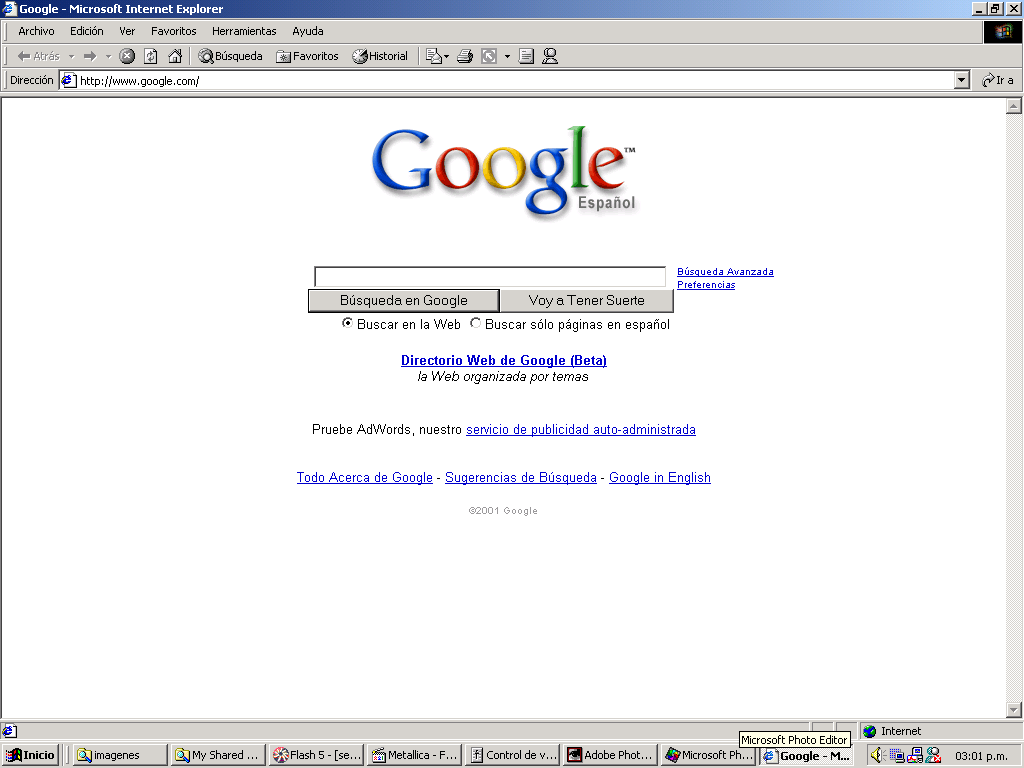 Google - Microsoft Internet Explorer
Archivo Edición Ver Favoritos Herramientas Ayuda
Atrás Búsqueda Favoritos Historial
Dirección http://www.google.com/ Ir a
Google™
Español
Búsqueda Avanzada
Preferencias
Búsqueda en Google Voy a Tener Suerte
Buscar en la Web Buscar sólo páginas en español
Directorio Web de Google (Beta)
la Web organizada por temas
Pruebe AdWords, nuestro servicio de publicidad auto-administrada
Todo Acerca de Google - Sugerencias de Búsqueda - Google in English
©2001 Google
Internet
Microsoft Photo Editor
Inicio imagenes My Shared ... Flash 5 - [se... Metallica - F... Control de v... Adobe Phot... Microsoft Ph... Google - M... 03:01 p.m.